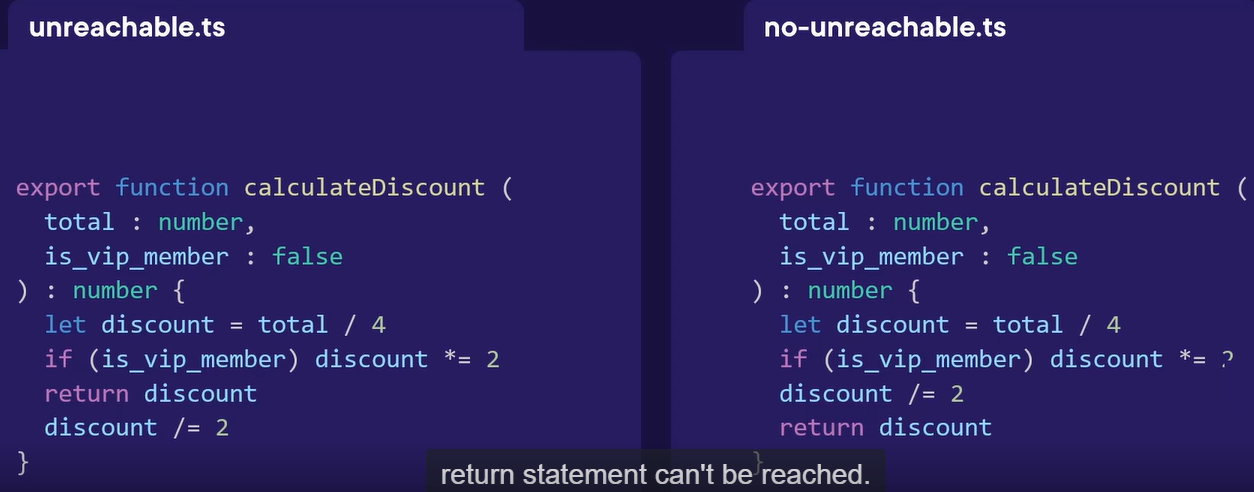 unreachable.ts
export function calculateDiscount (
total : number,
is_vip_member : false
) : number {
let discount = total / 4
if (is_vip_member) discount *= 2
return discount
discount /= 2
}
no-unreachable.ts
export function calculateDiscount (
total : number,
is_vip_member : false
) : number {
let discount = total / 4
if (is_vip_member) discount *=
discount /= 2
return discount
}
return statement can't be reached.